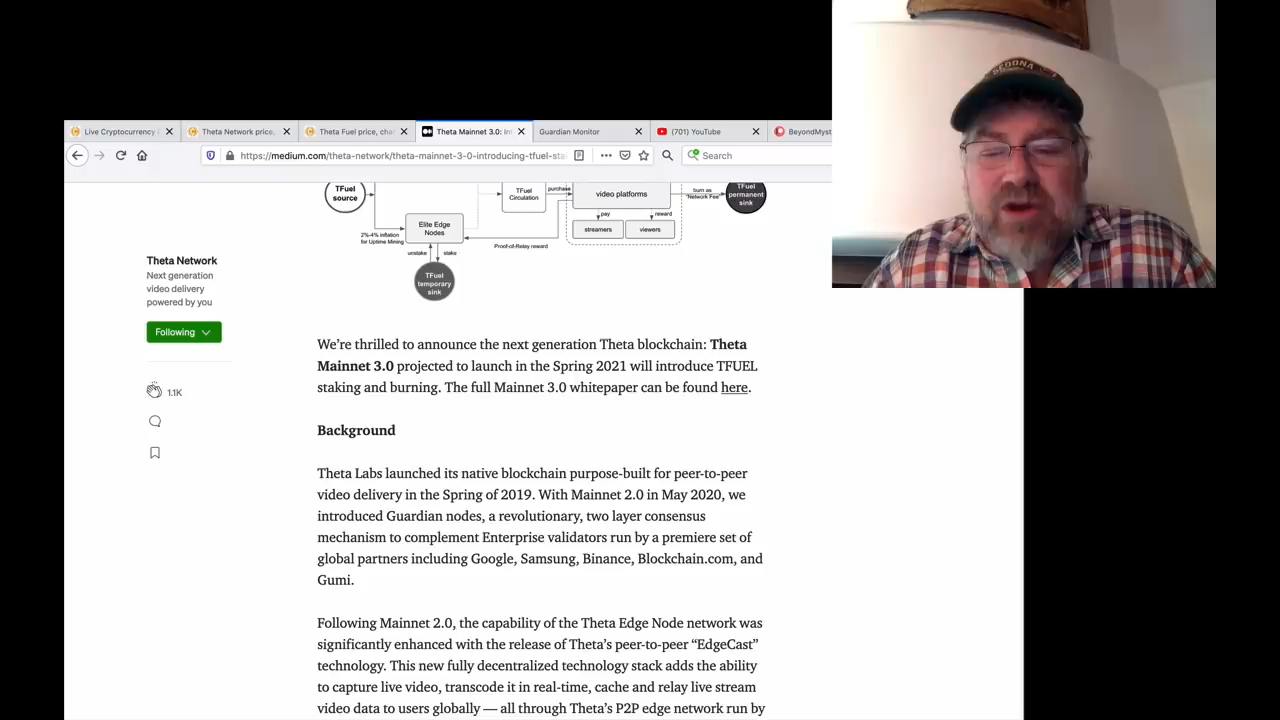 SEDONA
Live Cryptocurrency
Theta Network price,
Theta Fuel price, cha
Theta Mainnet 3.0: In
Guardian Monitor
(701) YouTube
BeyondMyst
https://medium.com/theta-network/theta-mainnet-3-0-introducing-tfuel-sta
Search
TFuel
source
TFuel
Circulation
purchase
video platforms
burn as
"Network Fee"
TFuel
permanent
sink
pay
reward
streamers
viewers
Elite Edge
Nodes
2%-4% inflation
for Uptime Mining
Proof-of-Relay reward
unstake
stake
TFuel
temporary
sink
Theta Network
Next generation
video delivery
powered by you
Following
1.1K
We’re thrilled to announce the next generation Theta blockchain: Theta
Mainnet 3.0 projected to launch in the Spring 2021 will introduce TFUEL
staking and burning. The full Mainnet 3.0 whitepaper can be found here.
Background
Theta Labs launched its native blockchain purpose-built for peer-to-peer
video delivery in the Spring of 2019. With Mainnet 2.0 in May 2020, we
introduced Guardian nodes, a revolutionary, two layer consensus
mechanism to complement Enterprise validators run by a premiere set of
global partners including Google, Samsung, Binance, Blockchain.com, and
Gumi.
Following Mainnet 2.0, the capability of the Theta Edge Node network was
significantly enhanced with the release of Theta’s peer-to-peer “EdgeCast”
technology. This new fully decentralized technology stack adds the ability
to capture live video, transcode it in real-time, cache and relay live stream
video data to users globally — all through Theta’s P2P edge network run by